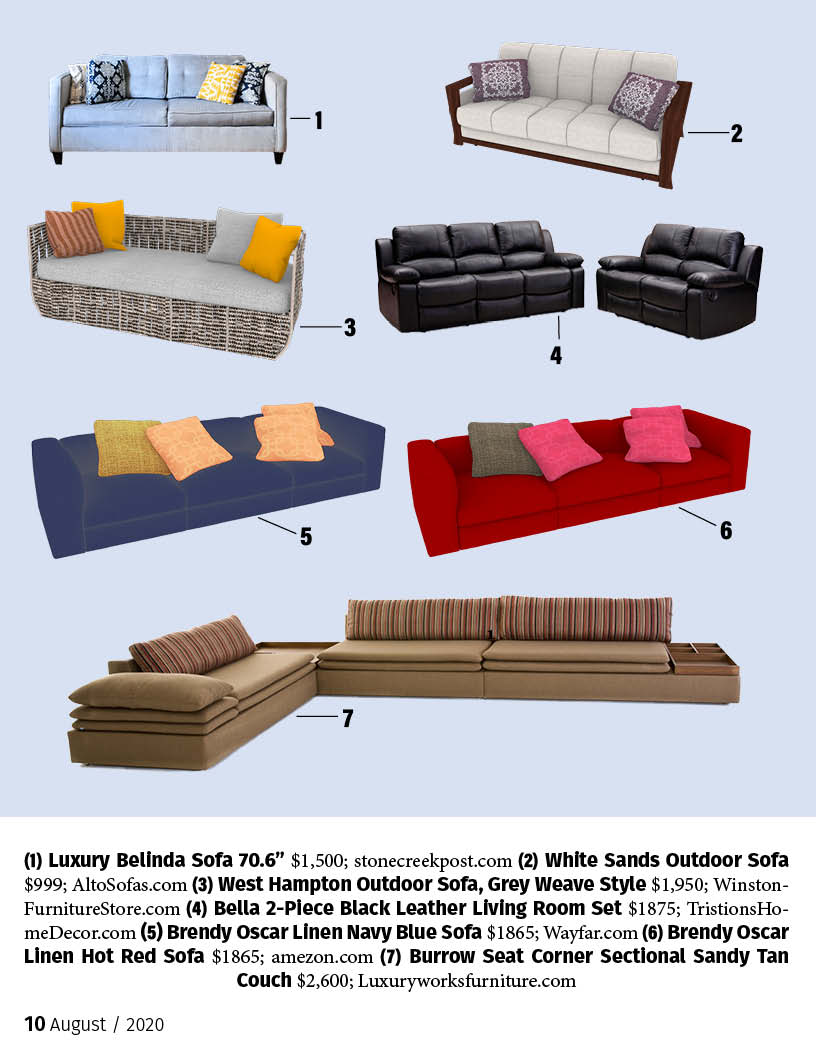 1
2
3
4
5
6
7
(1) Luxury Belinda Sofa 70.6” $1,500; stonecreekpost.com (2) White Sands Outdoor Sofa
$999; AltoSofas.com (3) West Hampton Outdoor Sofa, Grey Weave Style $1,950; Winston-
FurnitureStore.com (4) Bella 2-Piece Black Leather Living Room Set $1875; TristionsHo-
meDecor.com (5) Brendy Oscar Linen Navy Blue Sofa $1865; Wayfar.com (6) Brendy Oscar
Linen Hot Red Sofa $1865; amezon.com (7) Burrow Seat Corner Sectional Sandy Tan
Couch $2,600; Luxuryworksfurniture.com
10 August / 2020